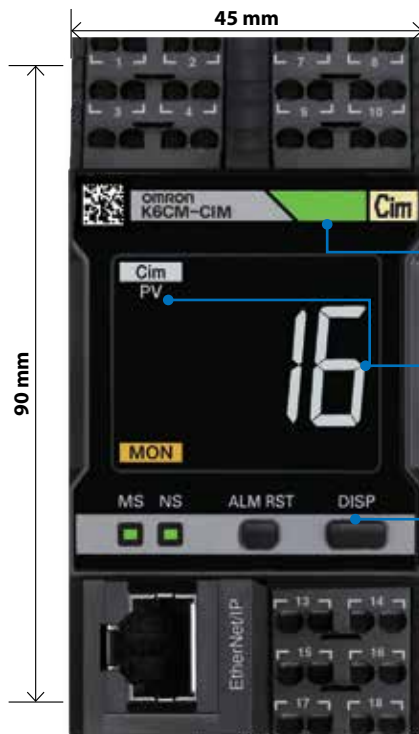 45 mm
1 2 7 8
3 4 9 10
omron
K6CM-CIM Cim
Cim
PV
16
90 mm
MON
MS NS ALM RST DISP
EtherNet/IP
13 14
15 16
17 18